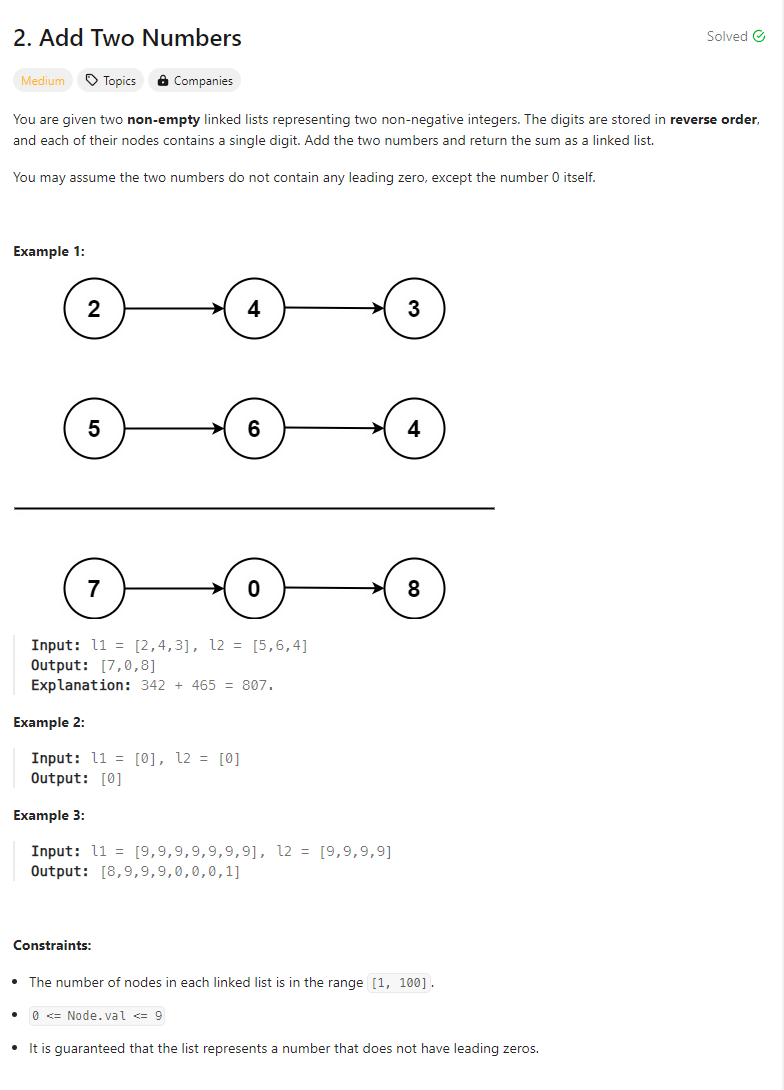 2. Add Two Numbers
Solved
Medium Topics Companies
You are given two non-empty linked lists representing two non-negative integers. The digits are stored in reverse order,
and each of their nodes contains a single digit. Add the two numbers and return the sum as a linked list.
You may assume the two numbers do not contain any leading zero, except the number 0 itself.
Example 1:
2 4 3
5 6 4
7 0 8
Input: l1 = [2,4,3], l2 = [5,6,4]
Output: [7,0,8]
Explanation: 342 + 465 = 807.
Example 2:
Input: l1 = [0], l2 = [0]
Output: [0]
Example 3:
Input: l1 = [9,9,9,9,9,9,9], l2 = [9,9,9,9]
Output: [8,9,9,9,0,0,0,1]
Constraints:
• The number of nodes in each linked list is in the range [1, 100].
• 0 <= Node.val <= 9
• It is guaranteed that the list represents a number that does not have leading zeros.